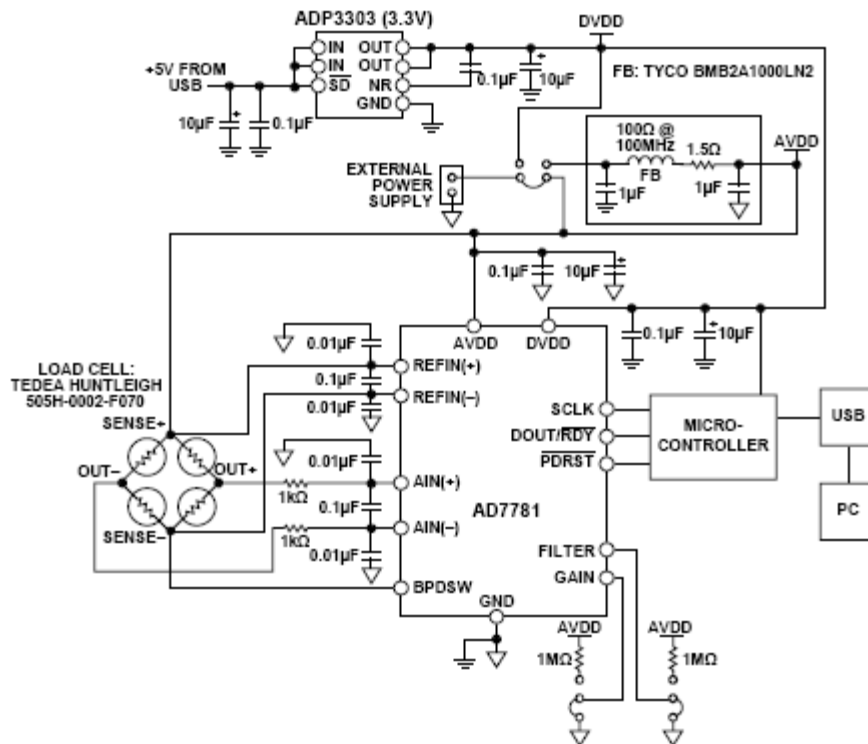 ADP3303 (3.3V)
DVDD
IN
OUT
IN
OUT
+5V FROM
USB
SD
NR
GND
0.1µF
10µF
FB: TYCO BMB2A1000LN2
10µF
0.1µF
100Ω @
100MHz
1.5Ω
AVDD
FB
1µF
1µF
EXTERNAL
POWER
SUPPLY
0.1µF
10µF
AVDD
DVDD
0.01µF
0.1µF
10µF
LOAD CELL:
TEDEA HUNTLEIGH
505H-0002-F070
REFIN(+)
0.1µF
REFIN(–)
0.01µF
SENSE+
SCLK
DOUT/RDY
PDRST
MICRO-
CONTROLLER
USB
OUT–
OUT+
0.01µF
AIN(+)
1kΩ
0.1µF
AD7781
PC
SENSE–
AIN(–)
1kΩ
0.01µF
FILTER
GAIN
BPDSW
GND
AVDD
AVDD
1MΩ
1MΩ